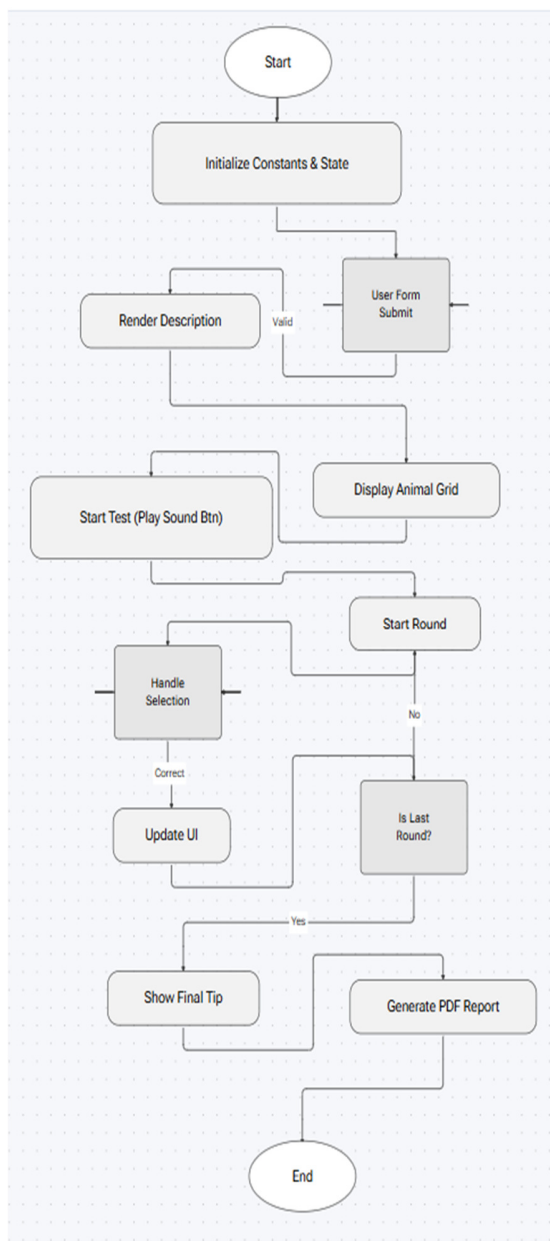 Start
Initialize Constants & State
User Form
Submit
Valid
Render Description
Display Animal Grid
Start Test (Play Sound Btn)
Start Round
Handle
Selection
No
Correct
Is Last
Round?
Update UI
Yes
Show Final Tip
Generate PDF Report
End